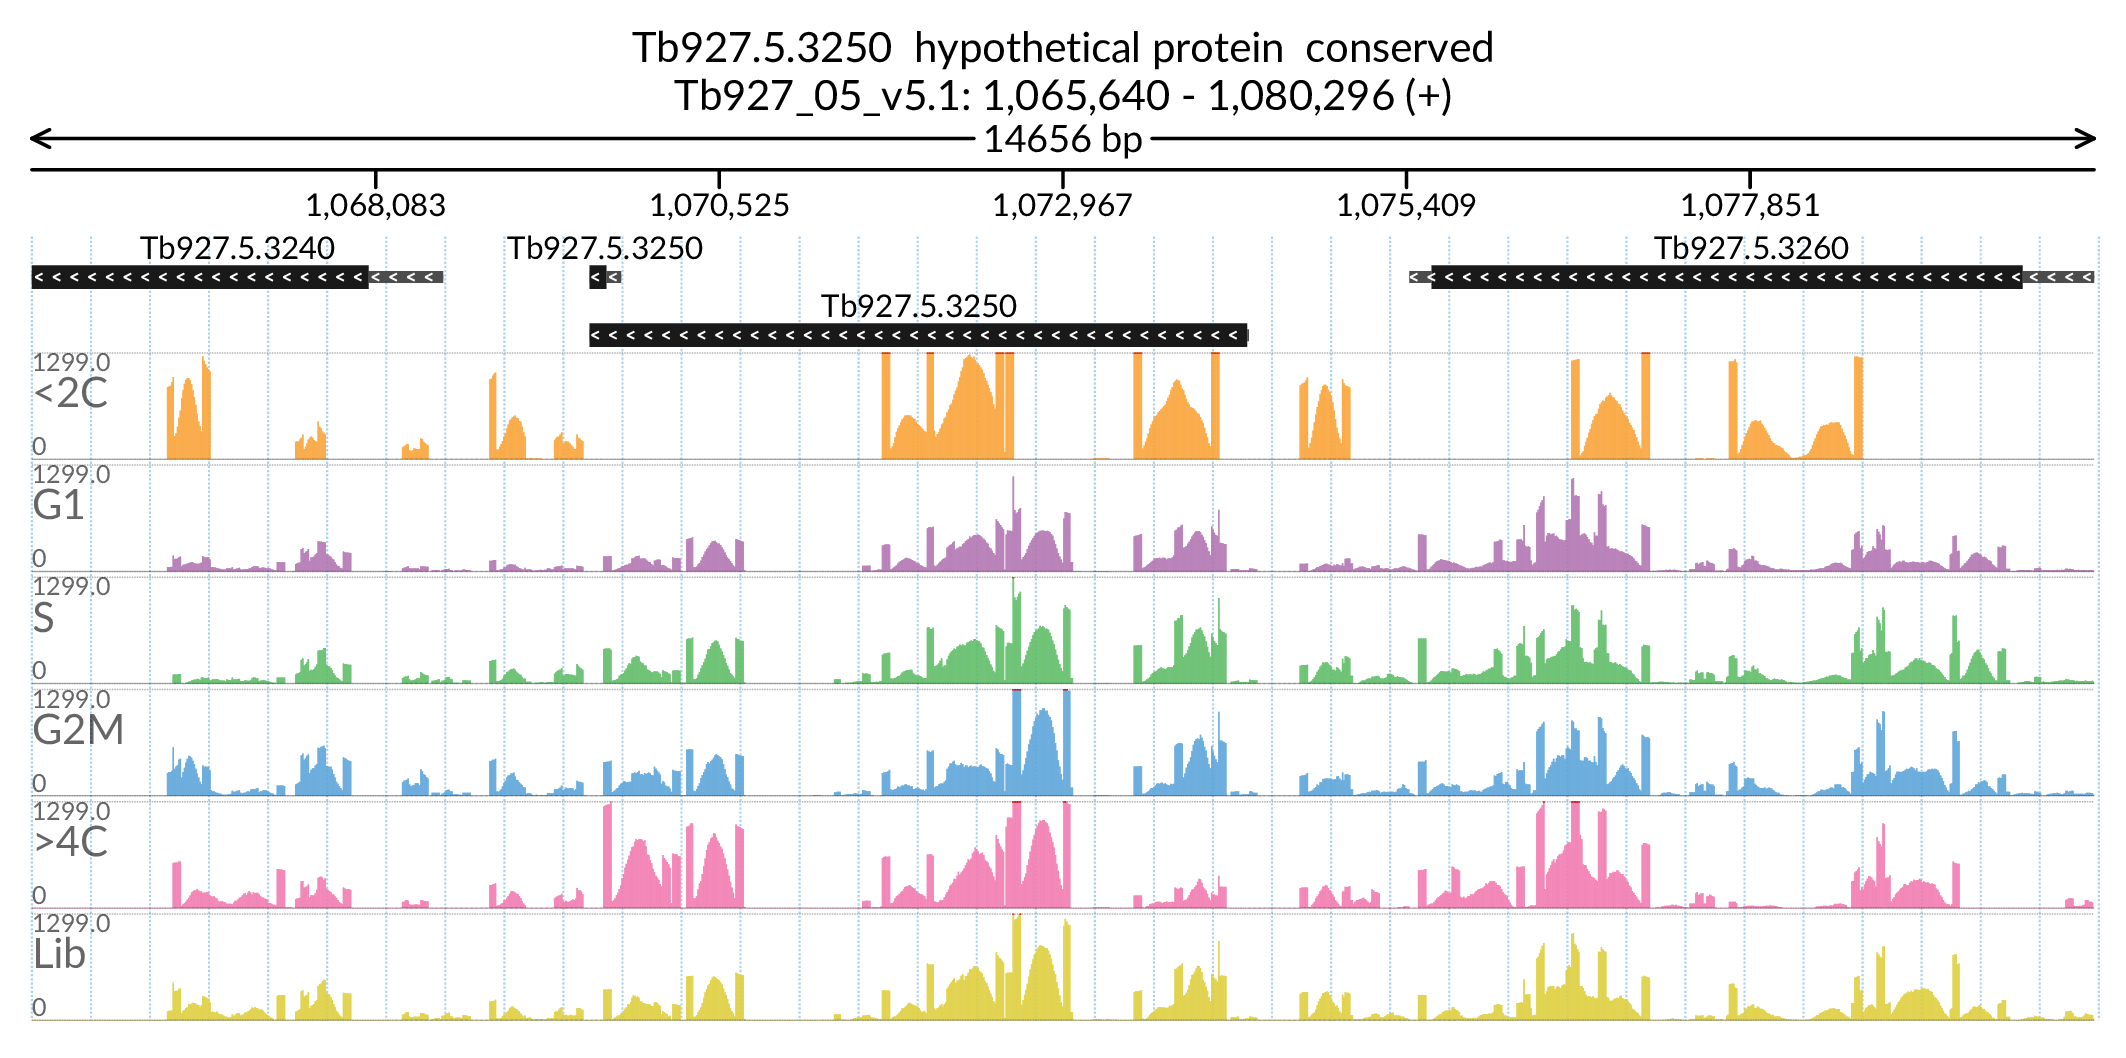 Tb927.5.3250 hypothetical protein conserved
Tb927_05_v5.1: 1,065,640 - 1,080,296 (+)
14656 bp
1,068,083 1,070,525 1,072,967 1,075,409 1,077,851
Tb927.5.3240 Tb927.5.3250 Tb927.5.3260
Tb927.5.3250
1299.0
<2C
0
1299.0
G1
0
1299.0
S
0
1299.0
G2M
0
1299.0
>4C
0
1299.0
Lib
0